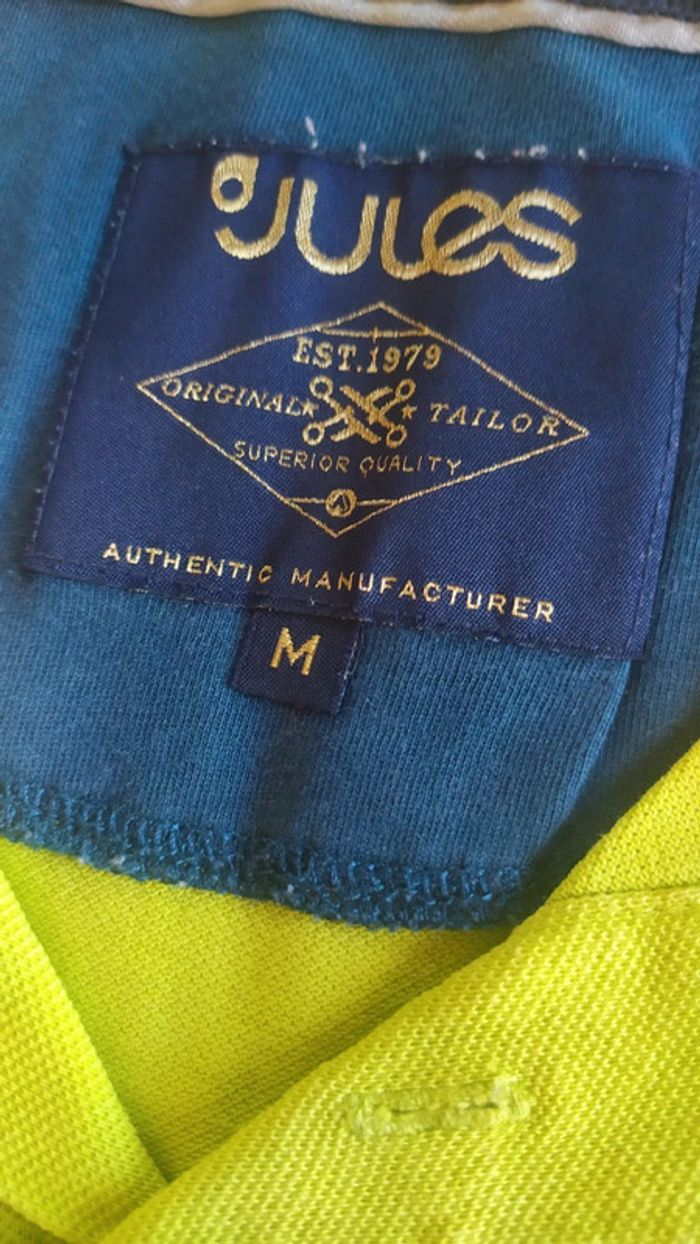 JULES
EST.1979
ORIGINAL TAILOR
SUPERIOR QUALITY
AUTHENTIC MANUFACTURER
M